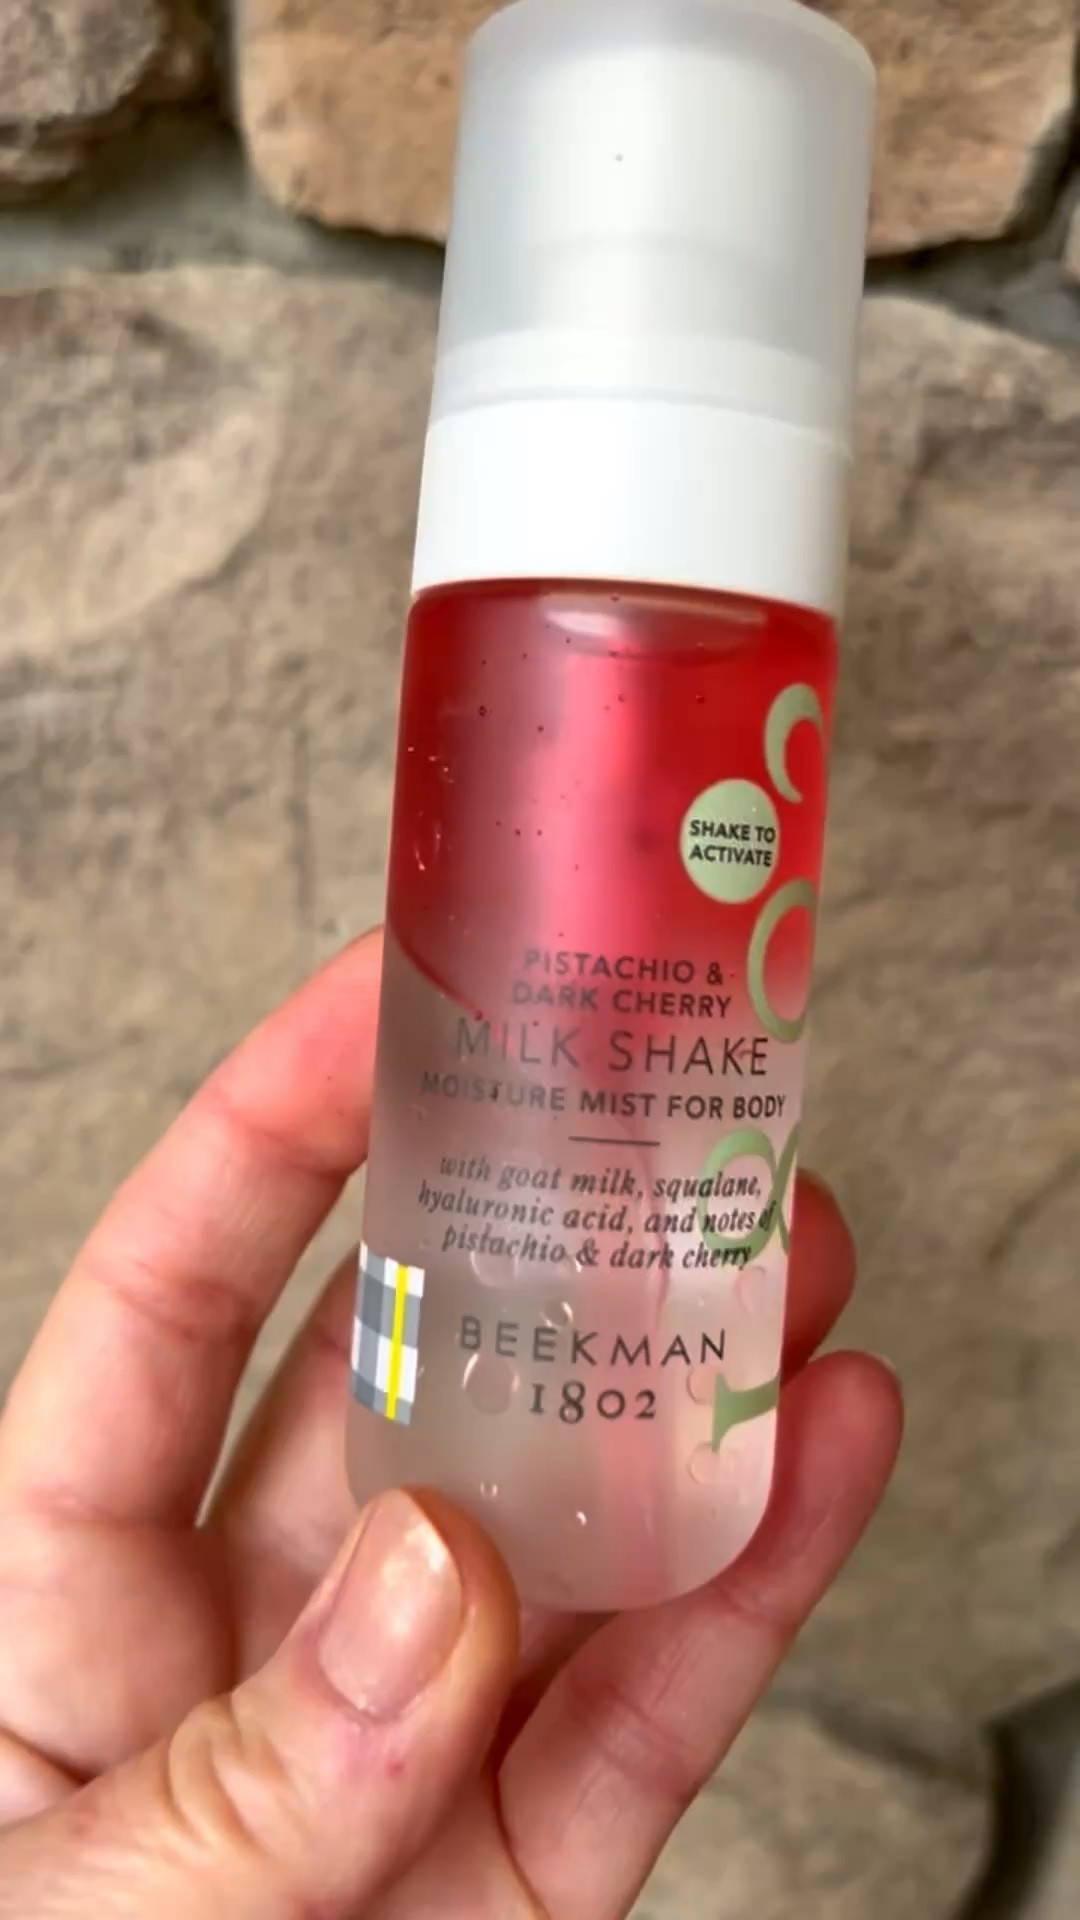 SHAKE TO
ACTIVATE
PISTACHIO &
DARK CHERRY
MILK SHAKE
MOISTURE MIST FOR BODY
with goat milk, squalane,
hyaluronic acid, and notes of
pistachio & dark cherry
BEEKMAN
1802
1802